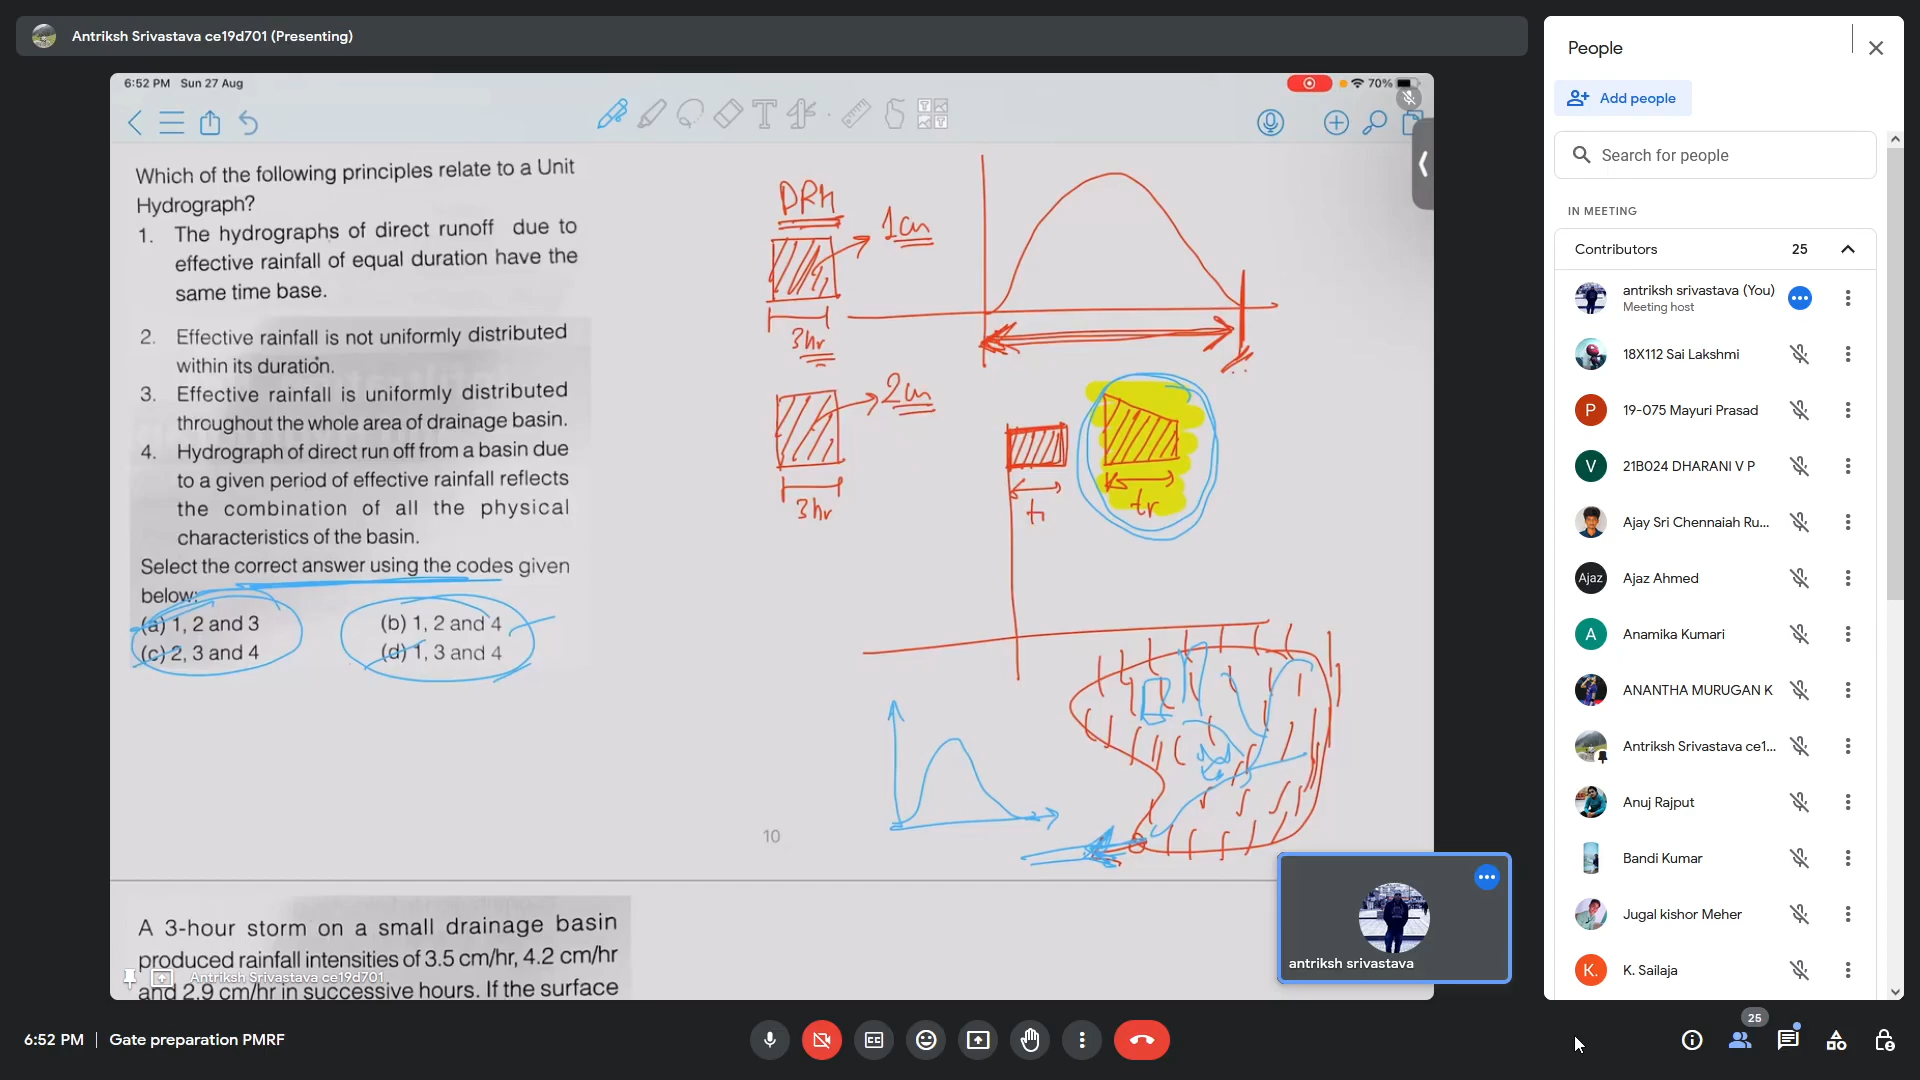 Antriksh Srivastava ce19d701 (Presenting)
6:52 PM Sun 27 Aug
70%
Which of the following principles relate to a Unit
Hydrograph?
1. The hydrographs of direct runoff due to
effective rainfall of equal duration have the
same time base.
2. Effective rainfall is not uniformly distributed
within its duration.
3. Effective rainfall is uniformly distributed
throughout the whole area of drainage basin.
4. Hydrograph of direct run off from a basin due
to a given period of effective rainfall reflects
the combination of all the physical
characteristics of the basin.
Select the correct answer using the codes given
below:
(a) 1, 2 and 3 (b) 1, 2 and 4
(c) 2, 3 and 4 (d) 1, 3 and 4
DRH
1cm
3hr
2cm
3hr
tr
10
A 3-hour storm on a small drainage basin
produced rainfall intensities of 3.5 cm/hr, 4.2 cm/hr
and 2.9 cm/hr in successive hours. If the surface
Antriksh Srivastava ce19d701
antriksh srivastava
People
Add people
Search for people
IN MEETING
Contributors 25
antriksh srivastava (You)
Meeting host
18X112 Sai Lakshmi
P 19-075 Mayuri Prasad
V 21B024 DHARANI V P
Ajay Sri Chennaiah Ru...
Ajaz Ajaz Ahmed
A Anamika Kumari
ANANTHA MURUGAN K
Antriksh Srivastava ce1...
Anuj Rajput
Bandi Kumar
Jugal kishor Meher
K. K. Sailaja
6:52 PM | Gate preparation PMRF
25